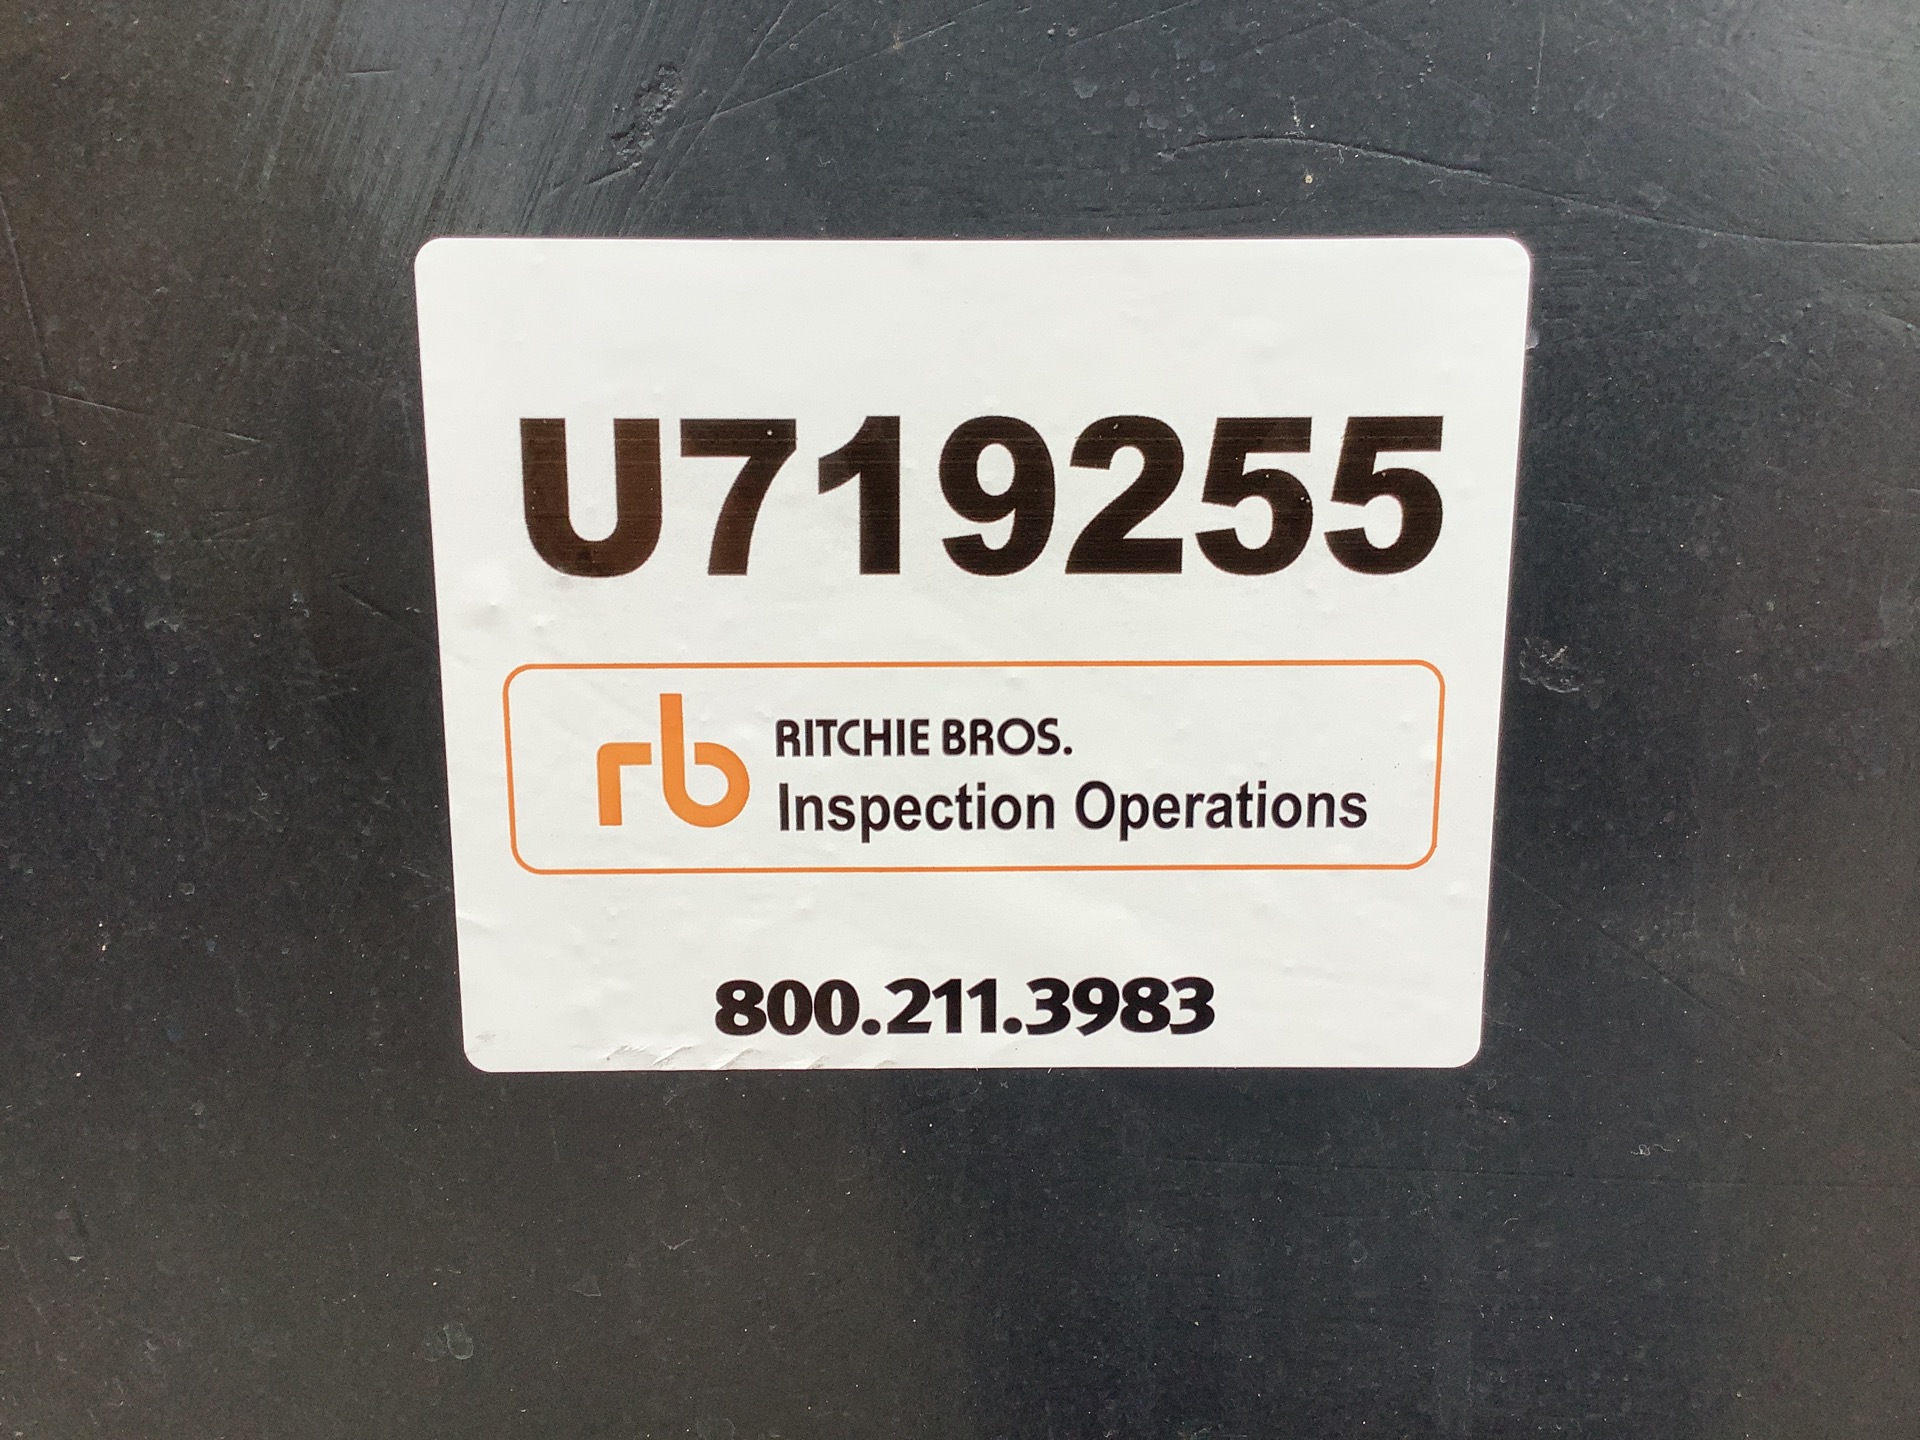 U719255
rb
RITCHIE BROS.
Inspection Operations
800.211.3983